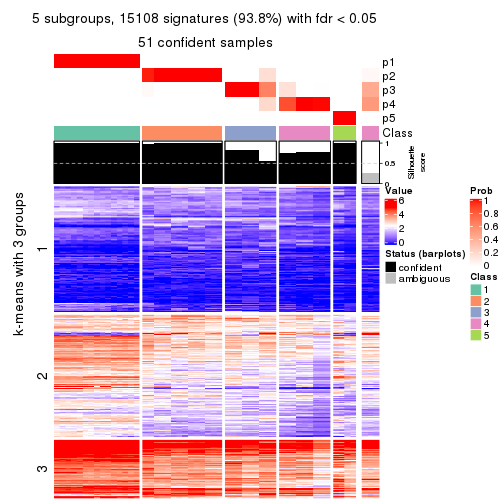 5 subgroups, 15108 signatures (93.8%) with fdr < 0.05
51 confident samples
p1
p2
p3
p4
p5
Class
1
0.5
0
Silhouette
score
k-means with 3 groups
1
2
3
Value
6
4
2
0
Status (barplots)
confident
ambiguous
Prob
1
0.8
0.6
0.4
0.2
0
Class
1
2
3
4
5